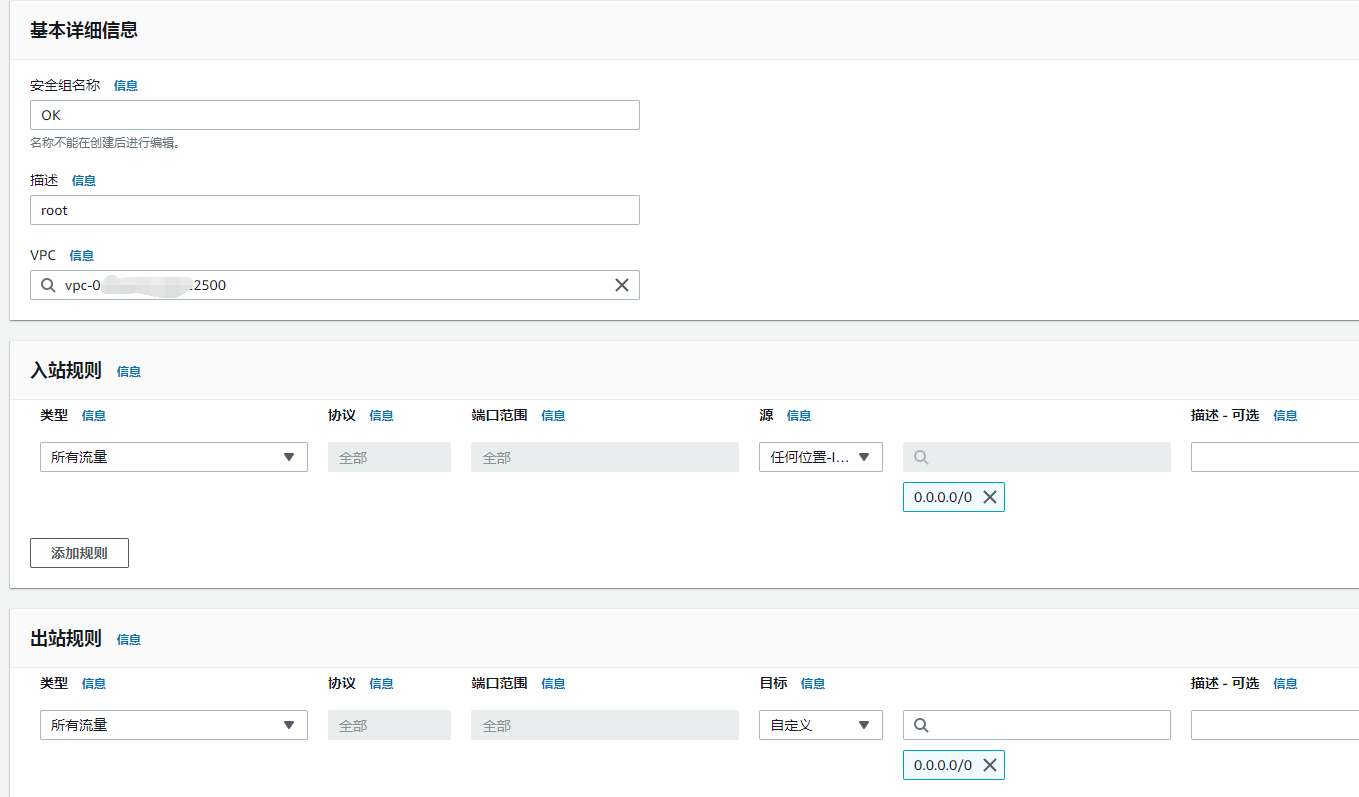 基本详细信息
安全组名称 信息
OK
名称不能在创建后进行编辑。
描述 信息
root
VPC 信息
vpc-0 2500
入站规则 信息
类型 信息 协议 信息 端口范围 信息 源 信息 描述 - 可选 信息
所有流量 全部 全部 任何位置-I...
0.0.0.0/0
添加规则
出站规则 信息
类型 信息 协议 信息 端口范围 信息 目标 信息 描述 - 可选 信息
所有流量 全部 全部 自定义
0.0.0.0/0